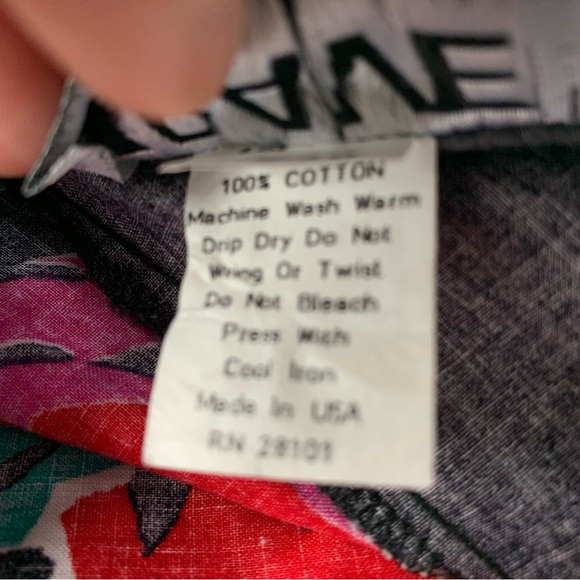 100% COTTON
Machine Wash Warm
Drip Dry Do Not
Wring Or Twist
Do Not Bleach
Press With
Cool Iron
Made In USA
RN 28101